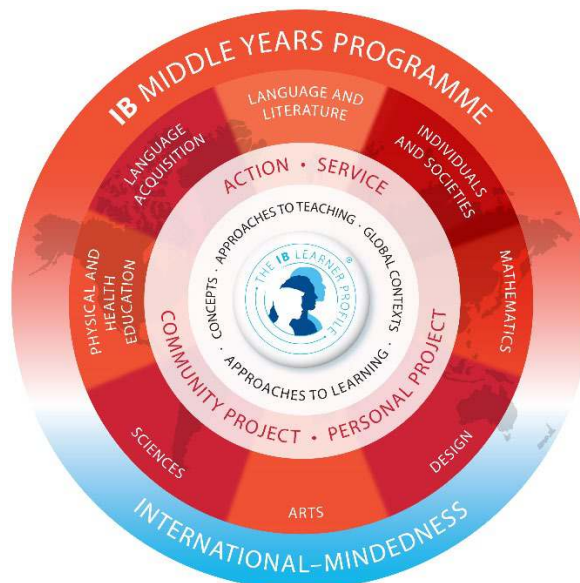 IB MIDDLE YEARS PROGRAMME
LANGUAGE AND
LITERATURE
LANGUAGE
ACQUISITION
INDIVIDUALS
AND SOCIETIES
PHYSICAL AND
HEALTH
EDUCATION
MATHEMATICS
SCIENCES
ARTS
DESIGN
ACTION • SERVICE
COMMUNITY PROJECT • PERSONAL PROJECT
APPROACHES TO TEACHING · GLOBAL CONTEXTS ·
CONCEPTS ·
· APPROACHES TO LEARNING
THE IB LEARNER PROFILE
®
INTERNATIONAL–MINDEDNESS